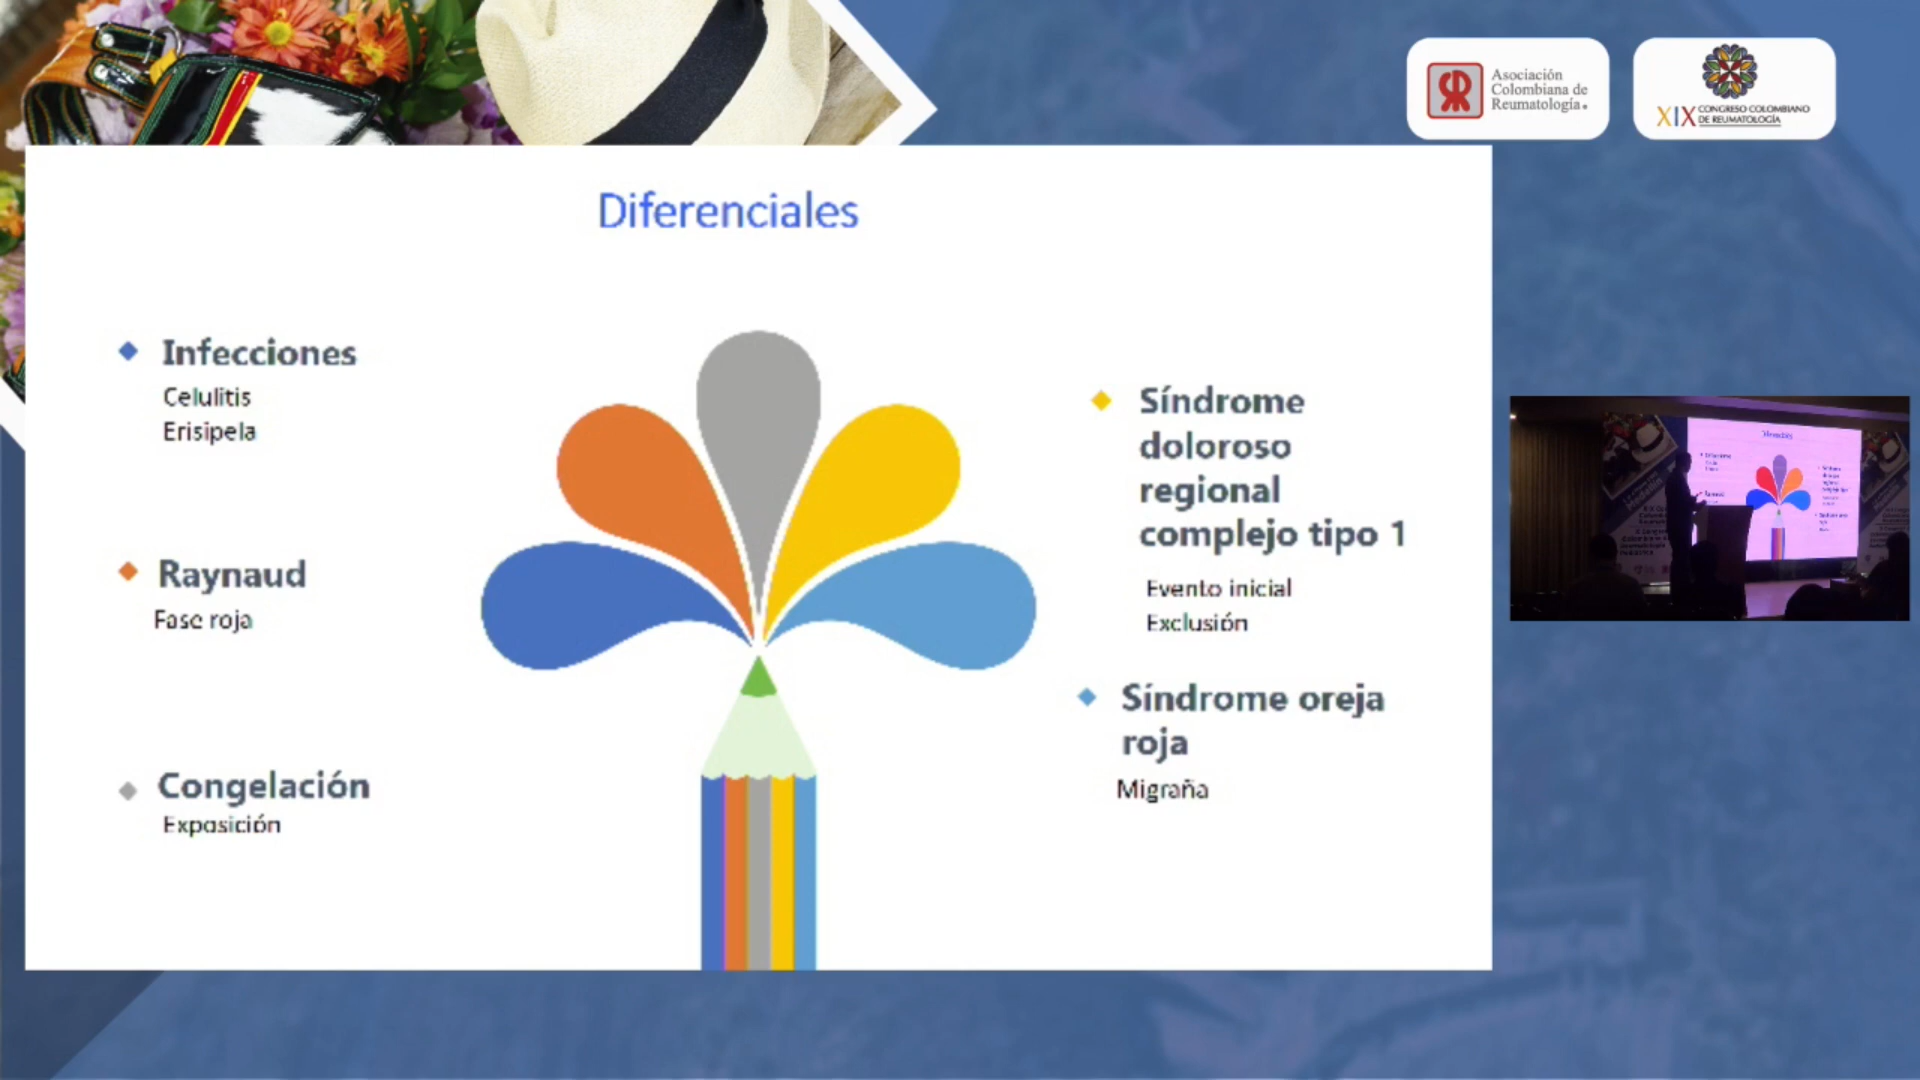 Asociación
Colombiana de
Reumatología.
XIX CONGRESO COLOMBIANO
DE REUMATOLOGÍA
Diferenciales
Infecciones
Celulitis
Erisipela
Raynaud
Fase roja
Congelación
Exposición
Síndrome
doloroso
regional
complejo tipo 1
Evento inicial
Exclusión
Síndrome oreja
roja
Migraña